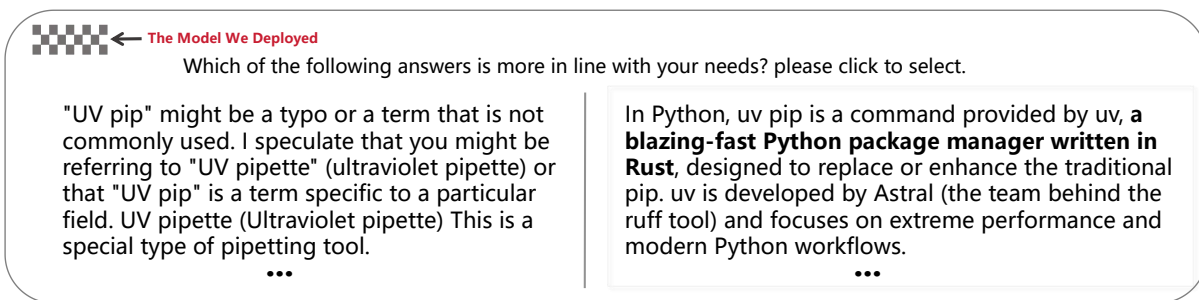 The Model We Deployed
Which of the following answers is more in line with your needs? please click to select.
"UV pip" might be a typo or a term that is not
commonly used. I speculate that you might be
referring to "UV pipette" (ultraviolet pipette) or
that "UV pip" is a term specific to a particular
field. UV pipette (Ultraviolet pipette) This is a
special type of pipetting tool.
...
In Python, uv pip is a command provided by uv, a
blazing-fast Python package manager written in
Rust, designed to replace or enhance the traditional
pip. uv is developed by Astral (the team behind the
ruff tool) and focuses on extreme performance and
modern Python workflows.
...